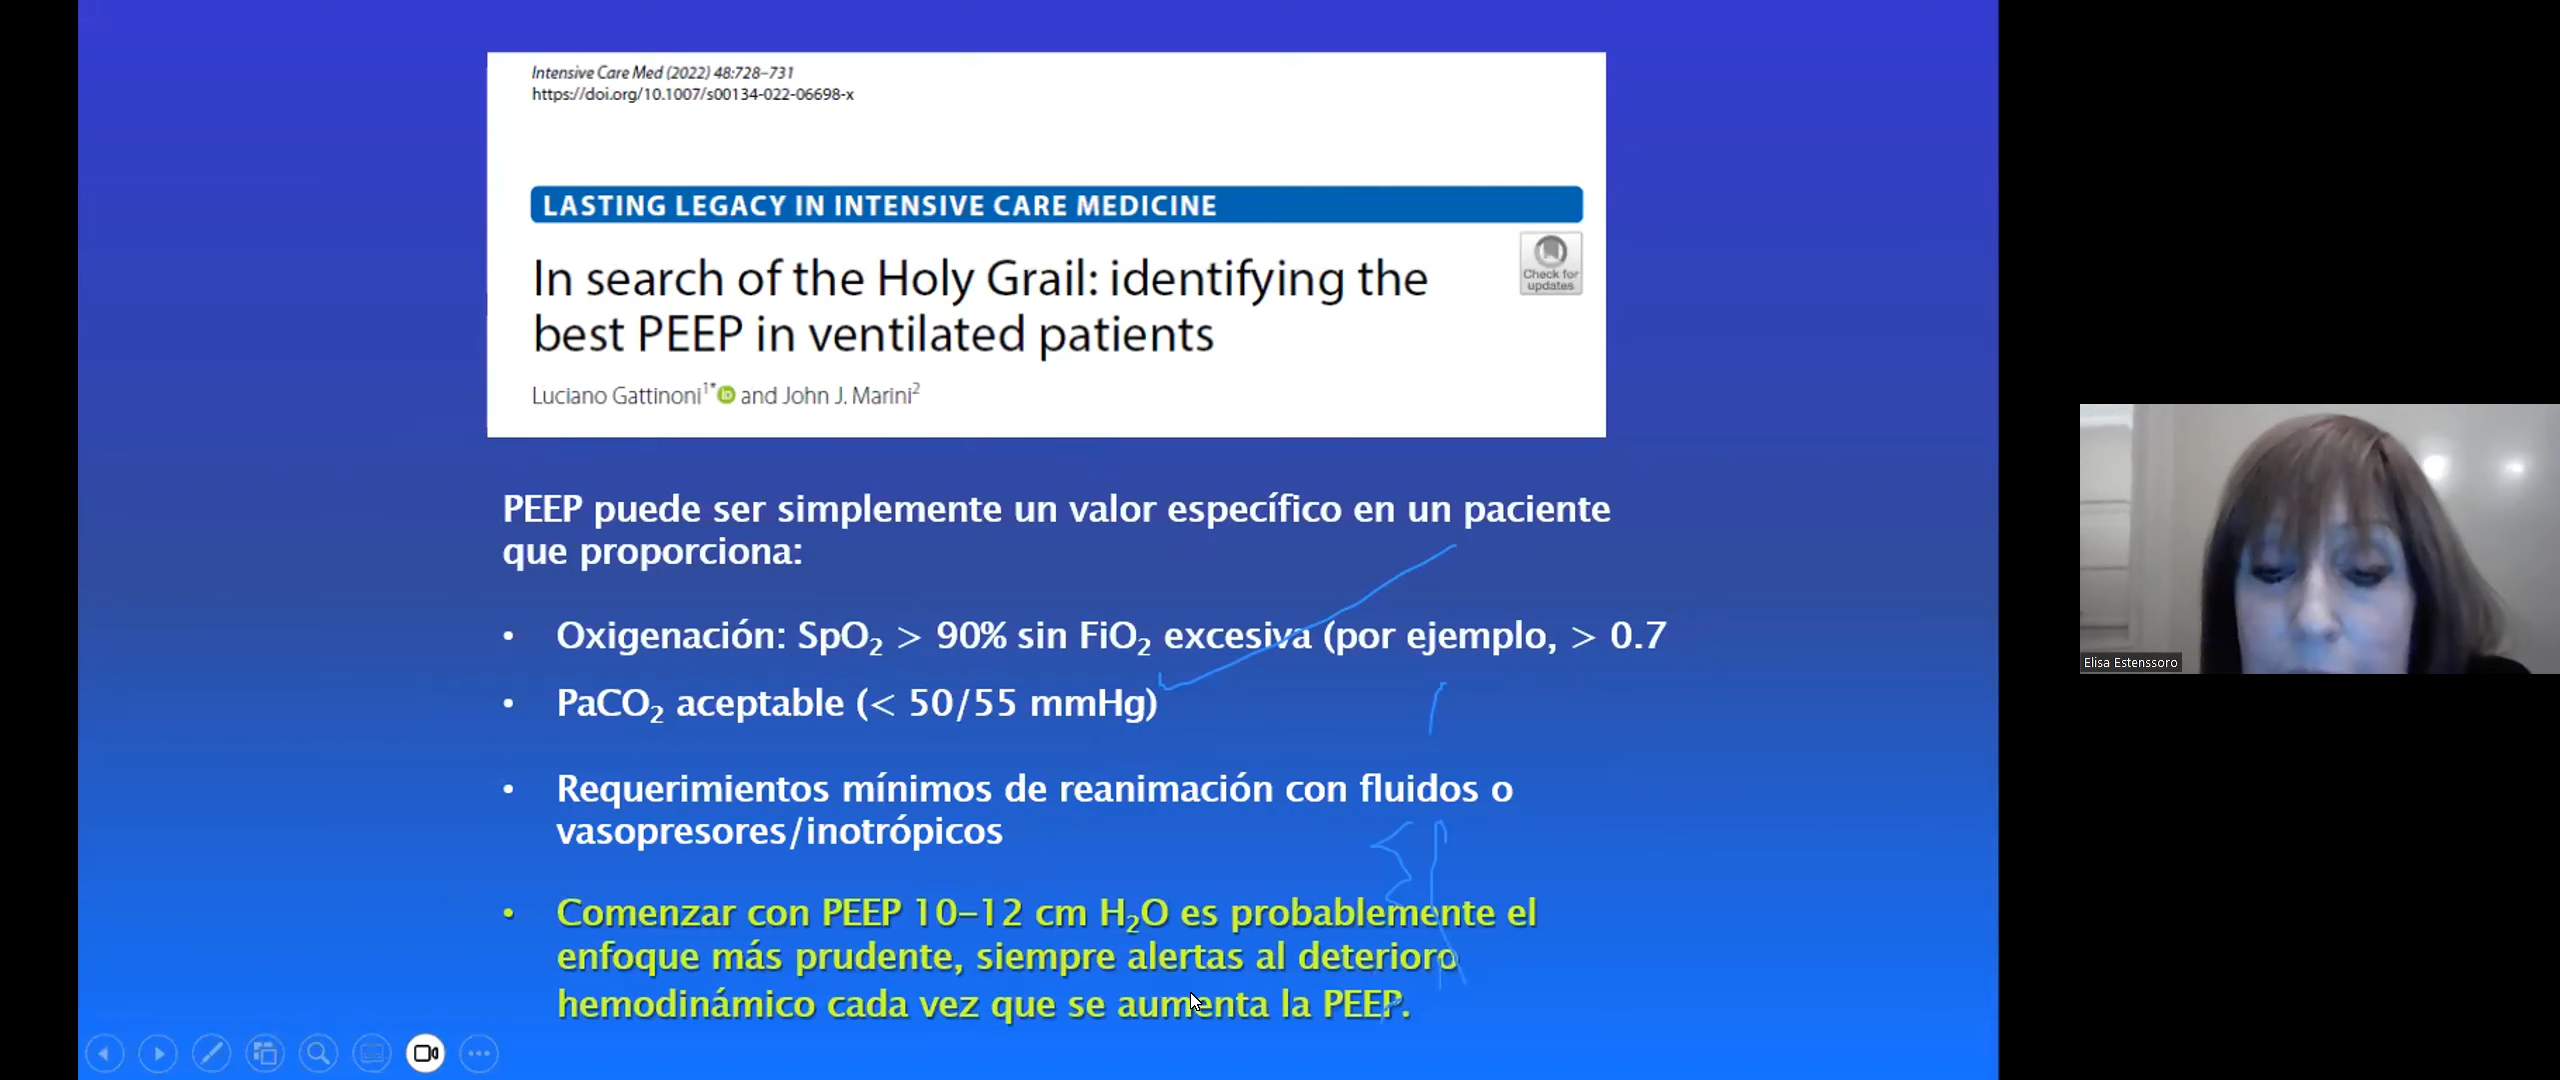 Intensive Care Med (2022) 48:728–731
https://doi.org/10.1007/s00134-022-06698-x
LASTING LEGACY IN INTENSIVE CARE MEDICINE
In search of the Holy Grail: identifying the
best PEEP in ventilated patients
Check for
updates
Luciano Gattinoni1* iD and John J. Marini2
PEEP puede ser simplemente un valor específico en un paciente
que proporciona:
• Oxigenación: SpO₂ > 90% sin FiO₂ excesiva (por ejemplo, > 0.7
• PaCO₂ aceptable (< 50/55 mmHg)
• Requerimientos mínimos de reanimación con fluidos o
vasopresores/inotrópicos
• Comenzar con PEEP 10–12 cm H₂O es probablemente el
enfoque más prudente, siempre alertas al deterioro
hemodinámico cada vez que se aumenta la PEEP.
Elisa Estenssoro